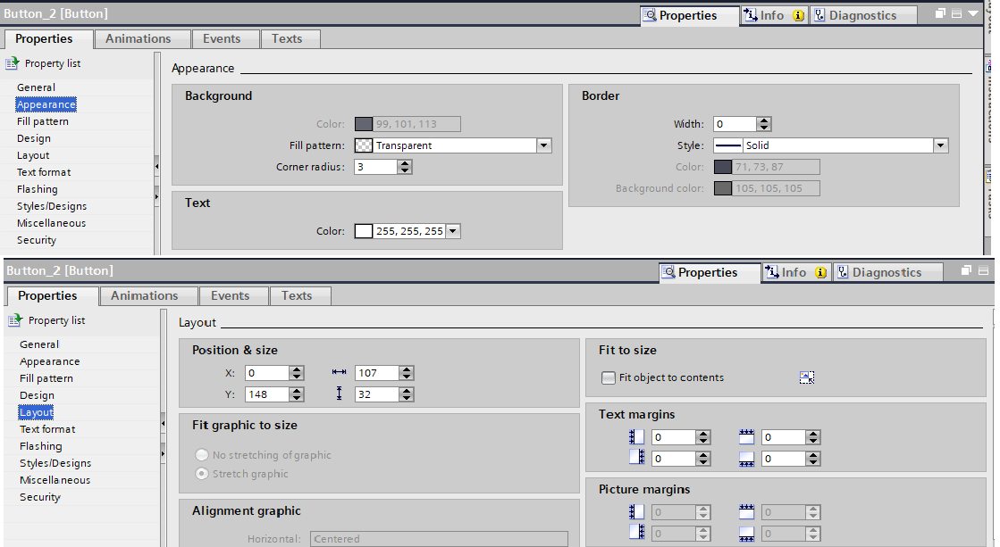 Button_2 [Button]
Properties Info Diagnostics
Properties Animations Events Texts
Property list
General
Appearance
Fill pattern
Design
Layout
Text format
Flashing
Styles/Designs
Miscellaneous
Security
Appearance
Background
Color: 99, 101, 113
Fill pattern: Transparent
Corner radius: 3
Text
Color: 255, 255, 255
Border
Width: 0
Style: Solid
Color: 71, 73, 87
Background color: 105, 105, 105
Button_2 [Button]
Properties Info Diagnostics
Properties Animations Events Texts
Property list
General
Appearance
Fill pattern
Design
Layout
Text format
Flashing
Styles/Designs
Miscellaneous
Security
Layout
Position & size
X: 0 107
Y: 148 32
Fit graphic to size
No stretching of graphic
Stretch graphic
Alignment graphic
Horizontal: Centered
Fit to size
Fit object to contents
Text margins
0 0
0 0
Picture margins
0 0
0 0